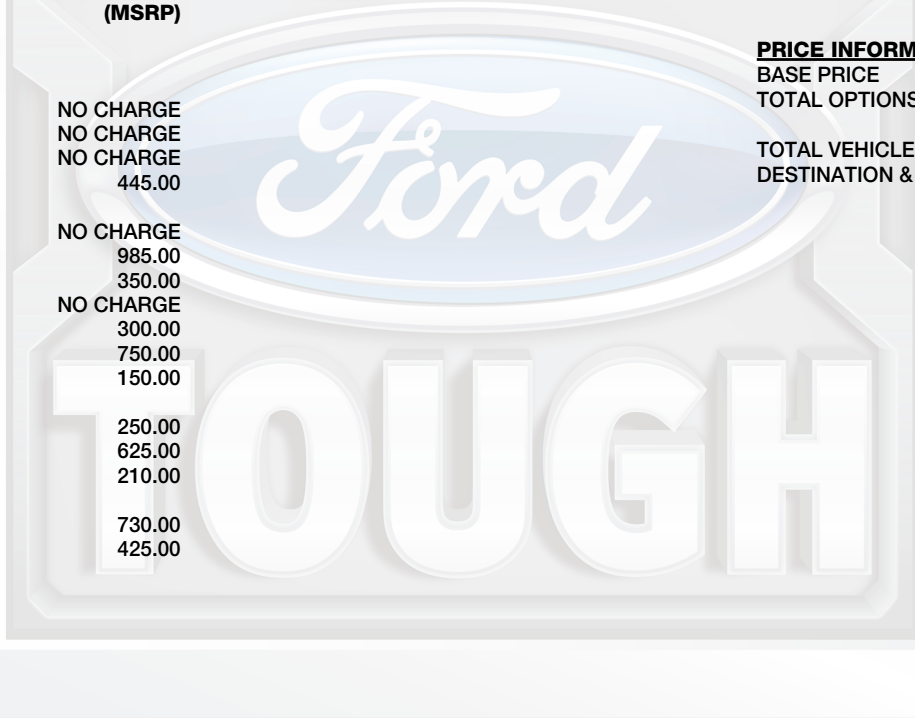 (MSRP)
PRICE INFORM
BASE PRICE
TOTAL OPTIONS
TOTAL VEHICLE
DESTINATION &
NO CHARGE
NO CHARGE
NO CHARGE
445.00
NO CHARGE
985.00
350.00
NO CHARGE
300.00
750.00
150.00
250.00
625.00
210.00
730.00
425.00
Ford
TOUGH